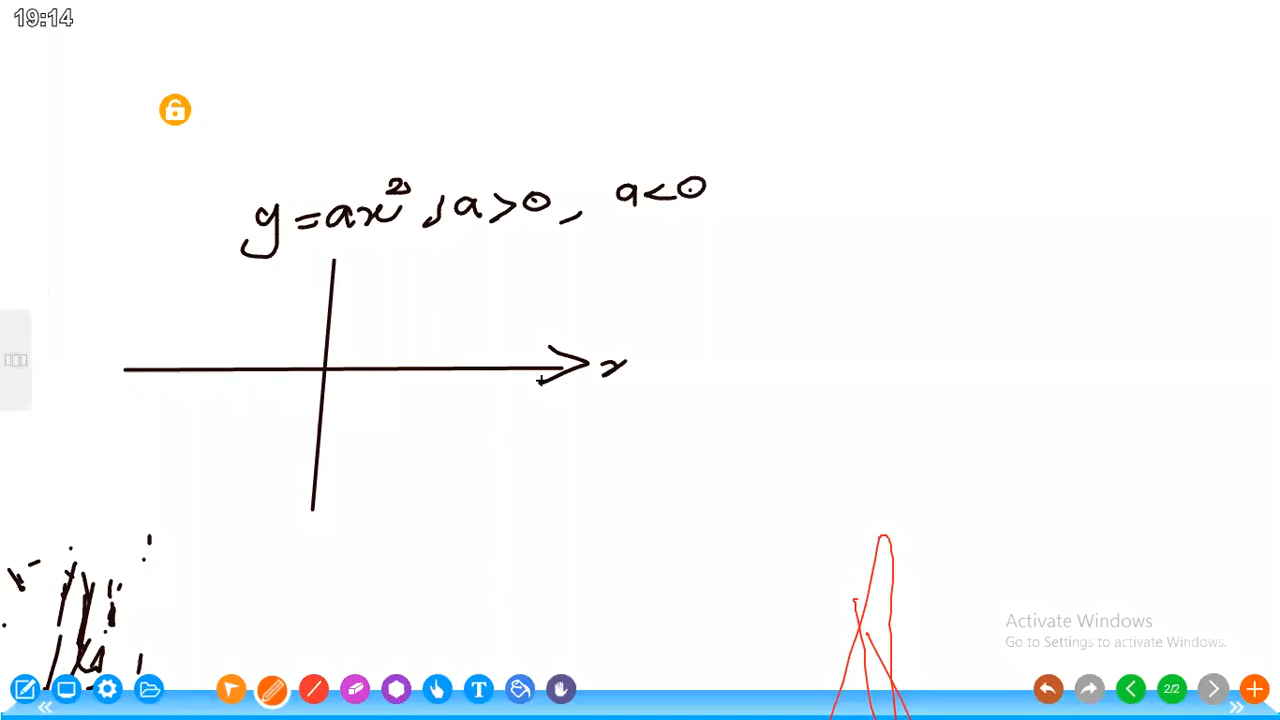 19:14
y=ax², a>0, a<0
x
Activate Windows
Go to Settings to activate Windows.
T
2/2